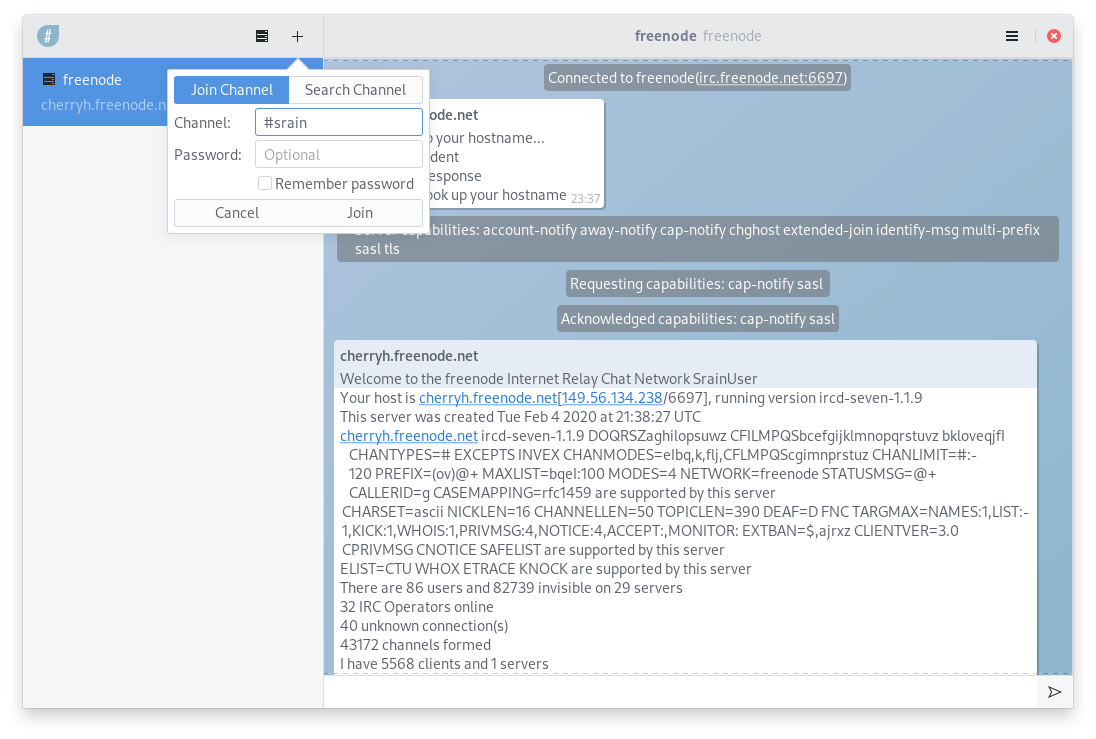 #
freenode freenode
freenode
cherryh.freenode.n
Join Channel Search Channel
Channel: #srain
Password: Optional
Remember password
Cancel Join
Connected to freenode(irc.freenode.net:6697)
ode.net
your hostname...
dent
esponse
ook up your hostname 23:37
capabilities: account-notify away-notify cap-notify chghost extended-join identify-msg multi-prefix
sasl tls
Requesting capabilities: cap-notify sasl
Acknowledged capabilities: cap-notify sasl
cherryh.freenode.net
Welcome to the freenode Internet Relay Chat Network SrainUser
Your host is cherryh.freenode.net[149.56.134.238/6697], running version ircd-seven-1.1.9
This server was created Tue Feb 4 2020 at 21:38:27 UTC
cherryh.freenode.net ircd-seven-1.1.9 DOQRSZaghilopsuwz CFILMPQSbcefgijklmnopqrstuvz bkloveqjfI
CHANTYPES=# EXCEPTS INVEX CHANMODES=eIbq,k,flj,CFLMPQScgimnprstuz CHANLIMIT=#:-
120 PREFIX=(ov)@+ MAXLIST=bqeI:100 MODES=4 NETWORK=freenode STATUSMSG=@+
CALLERID=g CASEMAPPING=rfc1459 are supported by this server
CHARSET=ascii NICKLEN=16 CHANNELLEN=50 TOPICLEN=390 DEAF=D FNC TARGMAX=NAMES:1,LIST:-
1,KICK:1,WHOIS:1,PRIVMSG:4,NOTICE:4,ACCEPT:,MONITOR: EXTBAN=$,ajrxz CLIENTVER=3.0
CPRIVMSG CNOTICE SAFELIST are supported by this server
ELIST=CTU WHOX ETRACE KNOCK are supported by this server
There are 86 users and 82739 invisible on 29 servers
32 IRC Operators online
40 unknown connection(s)
43172 channels formed
I have 5568 clients and 1 servers